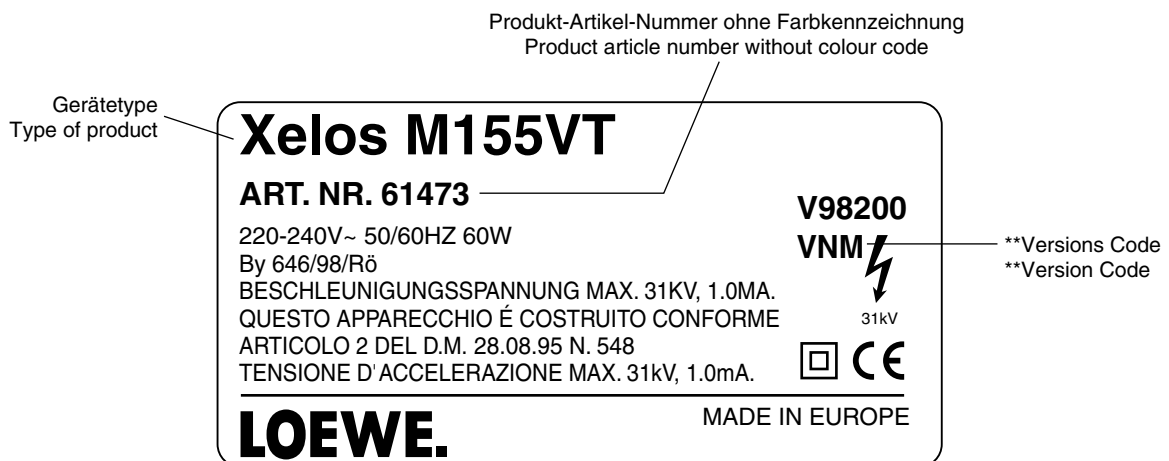 Produkt-Artikel-Nummer ohne Farbkennzeichnung
Product article number without colour code
Gerätetype
Type of product
Xelos M155VT
ART. NR. 61473
V98200
VNM
**Versions Code
**Version Code
220-240V~ 50/60HZ 60W
By 646/98/Rö
BESCHLEUNIGUNGSSPANNUNG MAX. 31KV, 1.0MA.
QUESTO APPARECCHIO É COSTRUITO CONFORME
ARTICOLO 2 DEL D.M. 28.08.95 N. 548
TENSIONE D'ACCELERAZIONE MAX. 31kV, 1.0mA.
31kV
CE
LOEWE.
MADE IN EUROPE